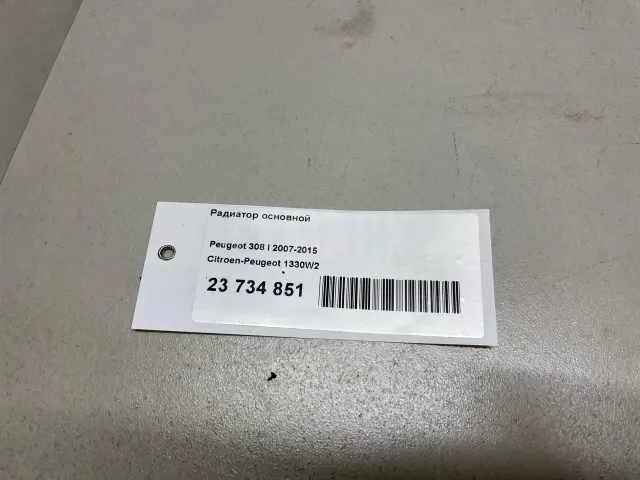 Радиатор основной
Peugeot 308 I 2007-2015
Citroen-Peugeot 1330W2
23 734 851